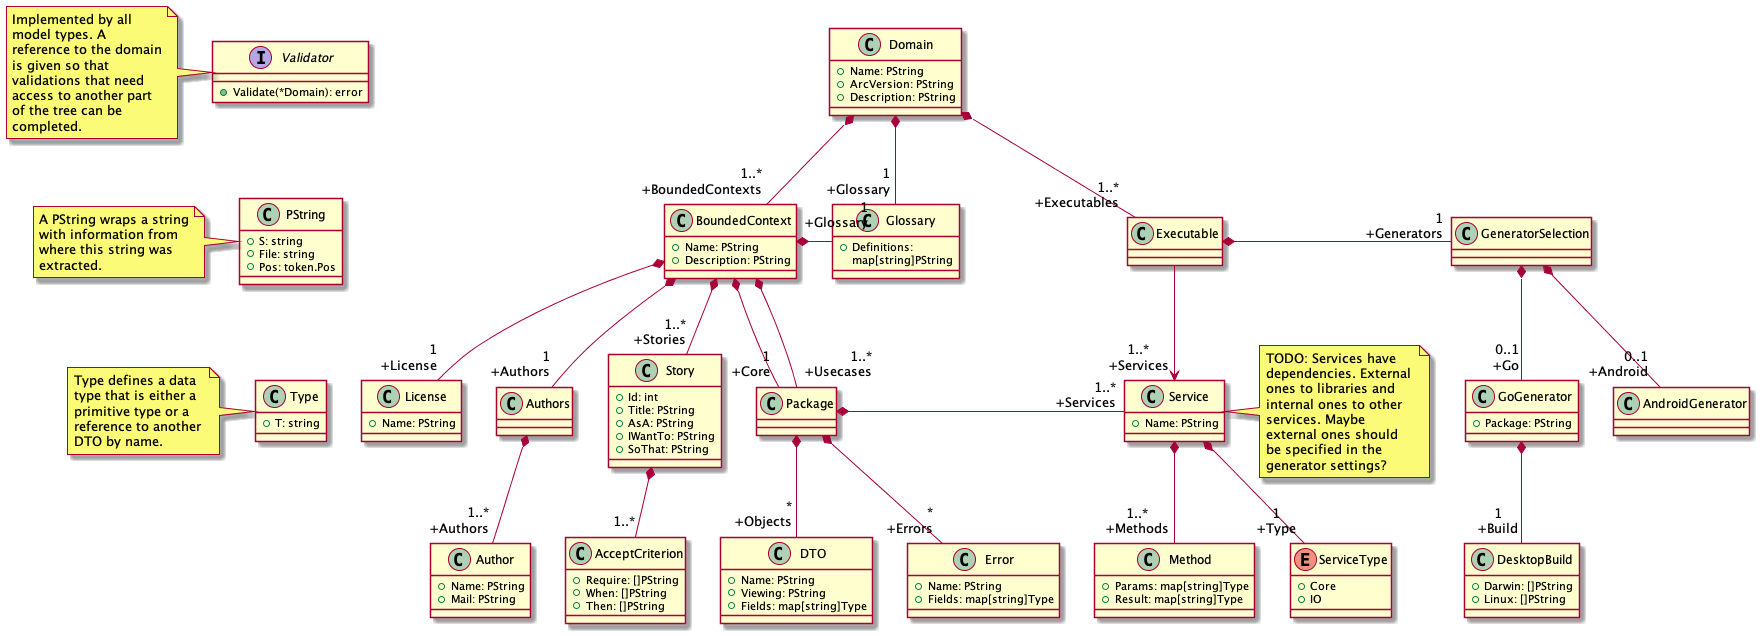 Implemented by all
model types. A
reference to the domain
is given so that
validations that need
access to another part
of the tree can be
completed.
I Validator
Validate(*Domain): error
C Domain
Name: PString
ArcVersion: PString
Description: PString
1..*
+BoundedContexts
1
+Glossary
1..*
+Executables
A PString wraps a string
with information from
where this string was
extracted.
C PString
S: string
File: string
Pos: token.Pos
C BoundedContext
Name: PString
Description: PString
1
+Glossary
C Glossary
Definitions:
map[string]PString
C Executable
1
+Generators
C GeneratorSelection
1
+License
1
+Authors
1..*
+Stories
1
+Core
1..*
+Usecases
1..*
+Services
0..1
+Go
0..1
+Android
Type defines a data
type that is either a
primitive type or a
reference to another
DTO by name.
C Type
T: string
C License
Name: PString
C Authors
C Story
Id: int
Title: PString
AsA: PString
IWantTo: PString
SoThat: PString
C Package
1..*
+Services
C Service
Name: PString
TODO: Services have
dependencies. External
ones to libraries and
internal ones to other
services. Maybe
external ones should
be specified in the
generator settings?
C GoGenerator
Package: PString
C AndroidGenerator
1..*
+Authors
1..*
*
+Objects
*
+Errors
1..*
+Methods
1
+Type
1
+Build
C Author
Name: PString
Mail: PString
C AcceptCriterion
Require: []PString
When: []PString
Then: []PString
C DTO
Name: PString
Viewing: PString
Fields: map[string]Type
C Error
Name: PString
Fields: map[string]Type
C Method
Params: map[string]Type
Result: map[string]Type
E ServiceType
Core
IO
C DesktopBuild
Darwin: []PString
Linux: []PString